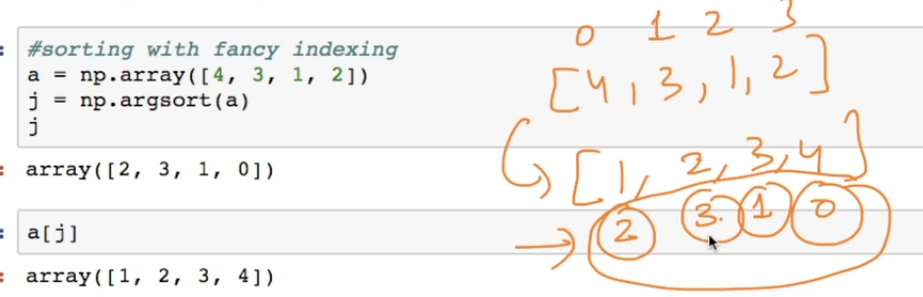 #sorting with fancy indexing
a = np.array([4, 3, 1, 2])
j = np.argsort(a)
j
array([2, 3, 1, 0])
a[j]
array([1, 2, 3, 4])
0 1 2 3
[4, 3, 1, 2]
[1, 2, 3, 4]
2 3. 1 0